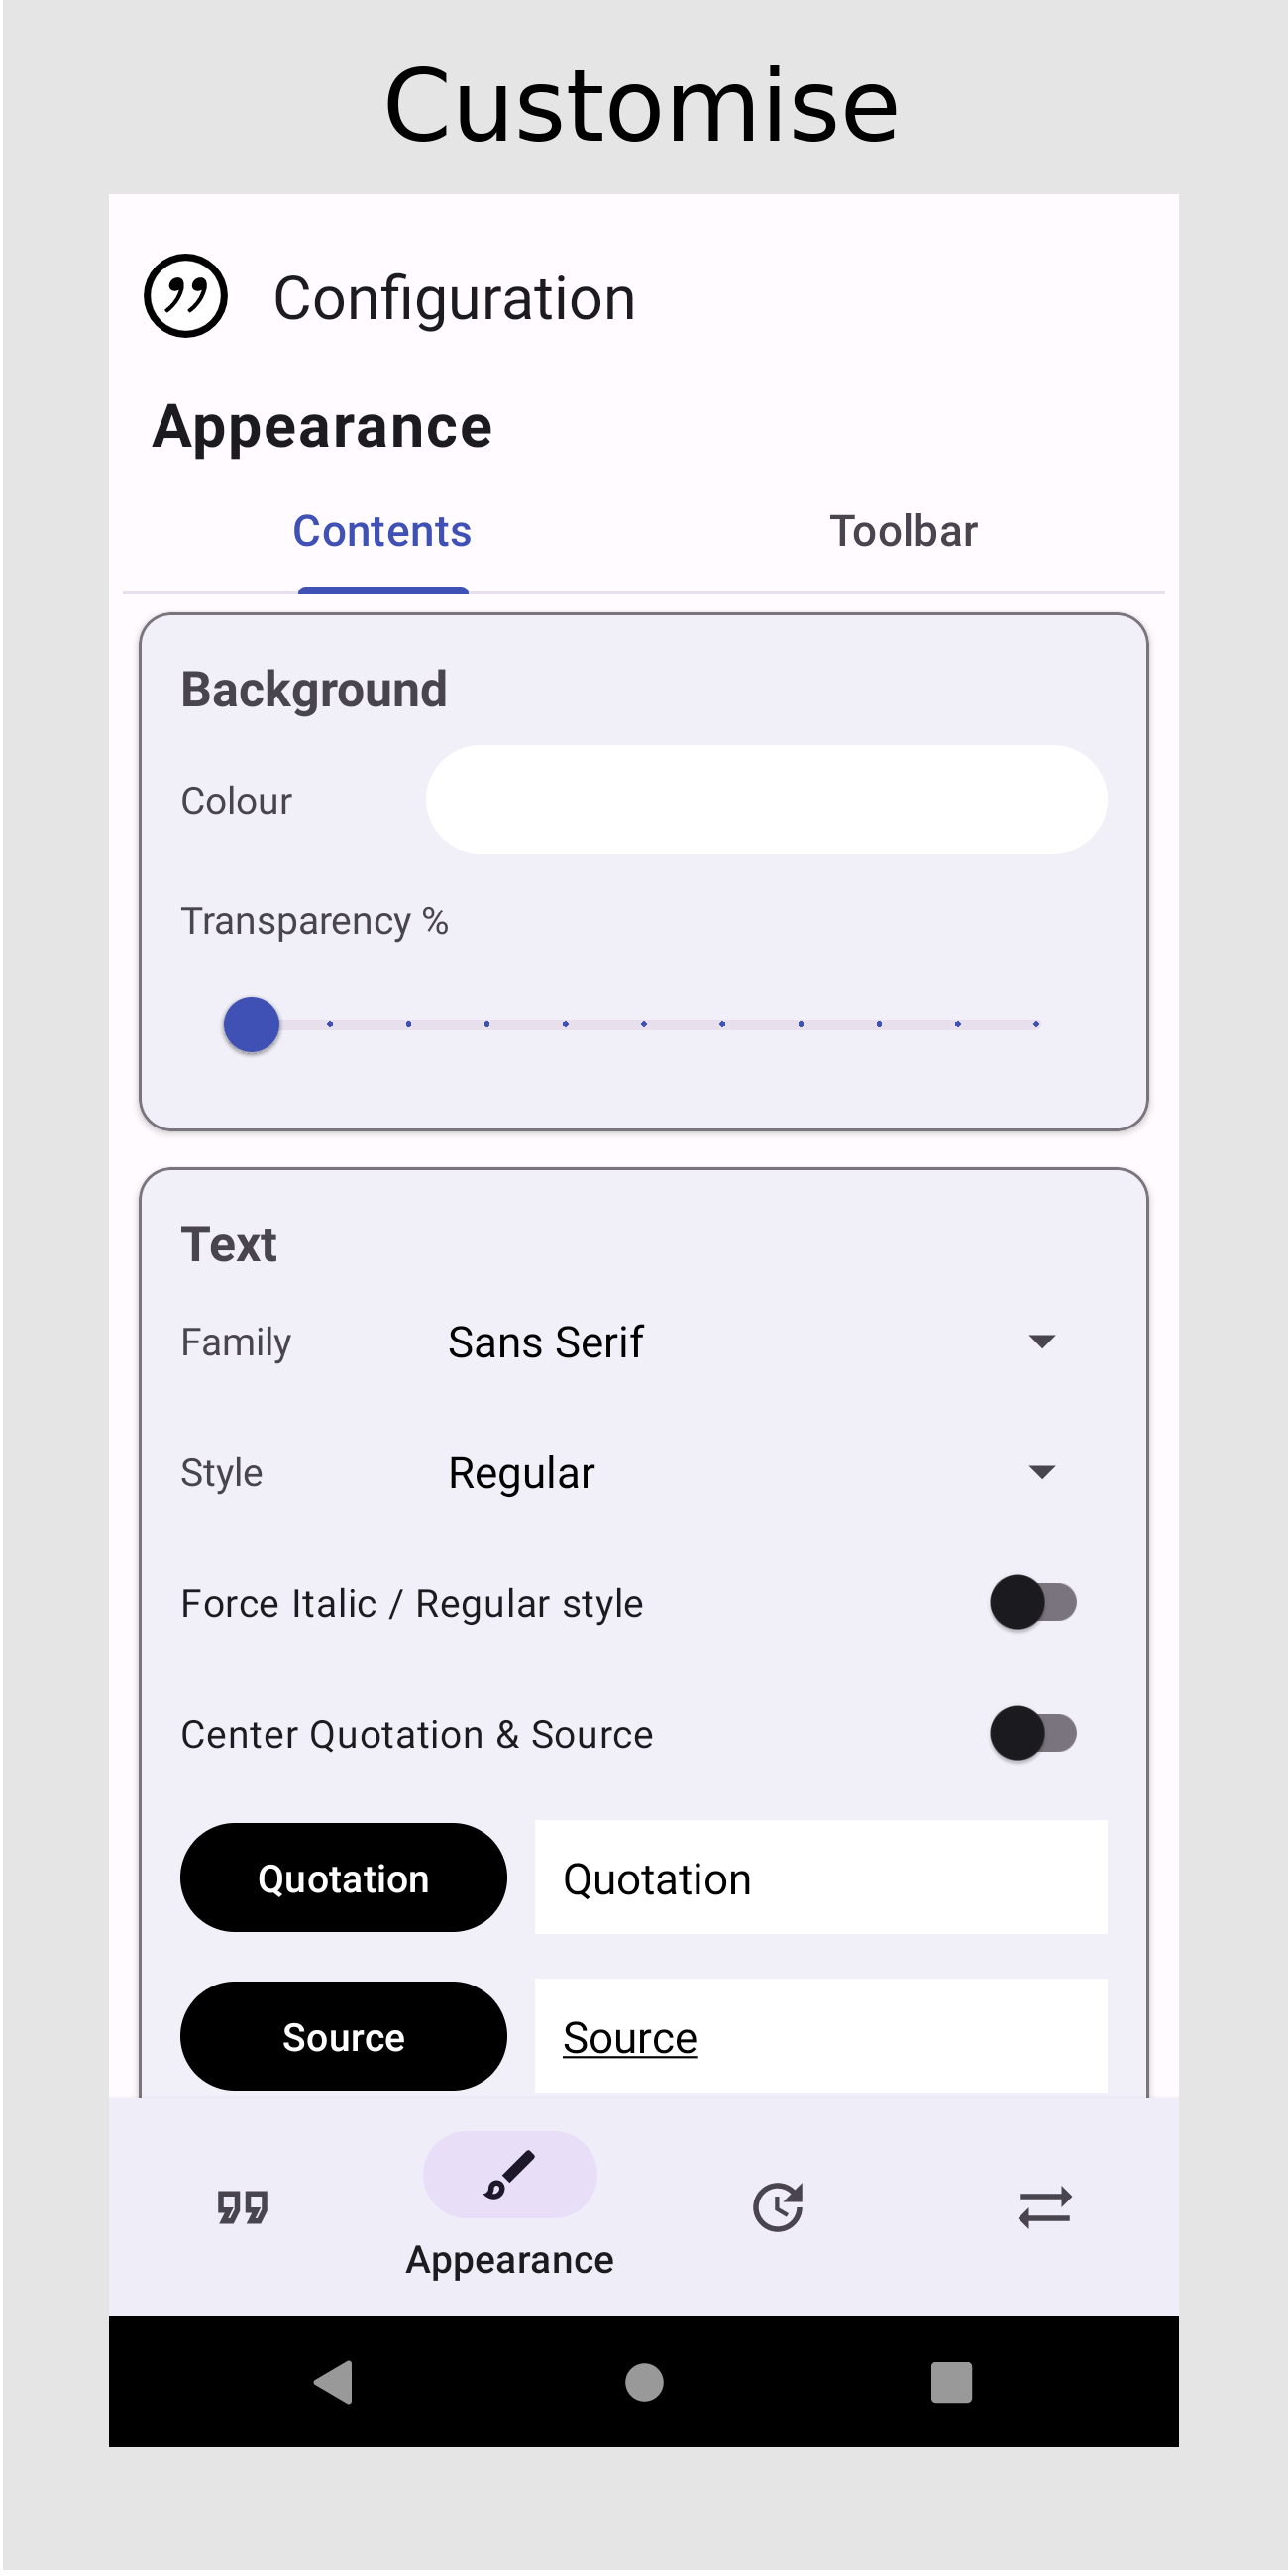 Customise
Configuration
Appearance
Contents Toolbar
Background
Colour
Transparency %
Text
Family Sans Serif
Style Regular
Force Italic / Regular style
Center Quotation & Source
Quotation Quotation
Source Source
Appearance